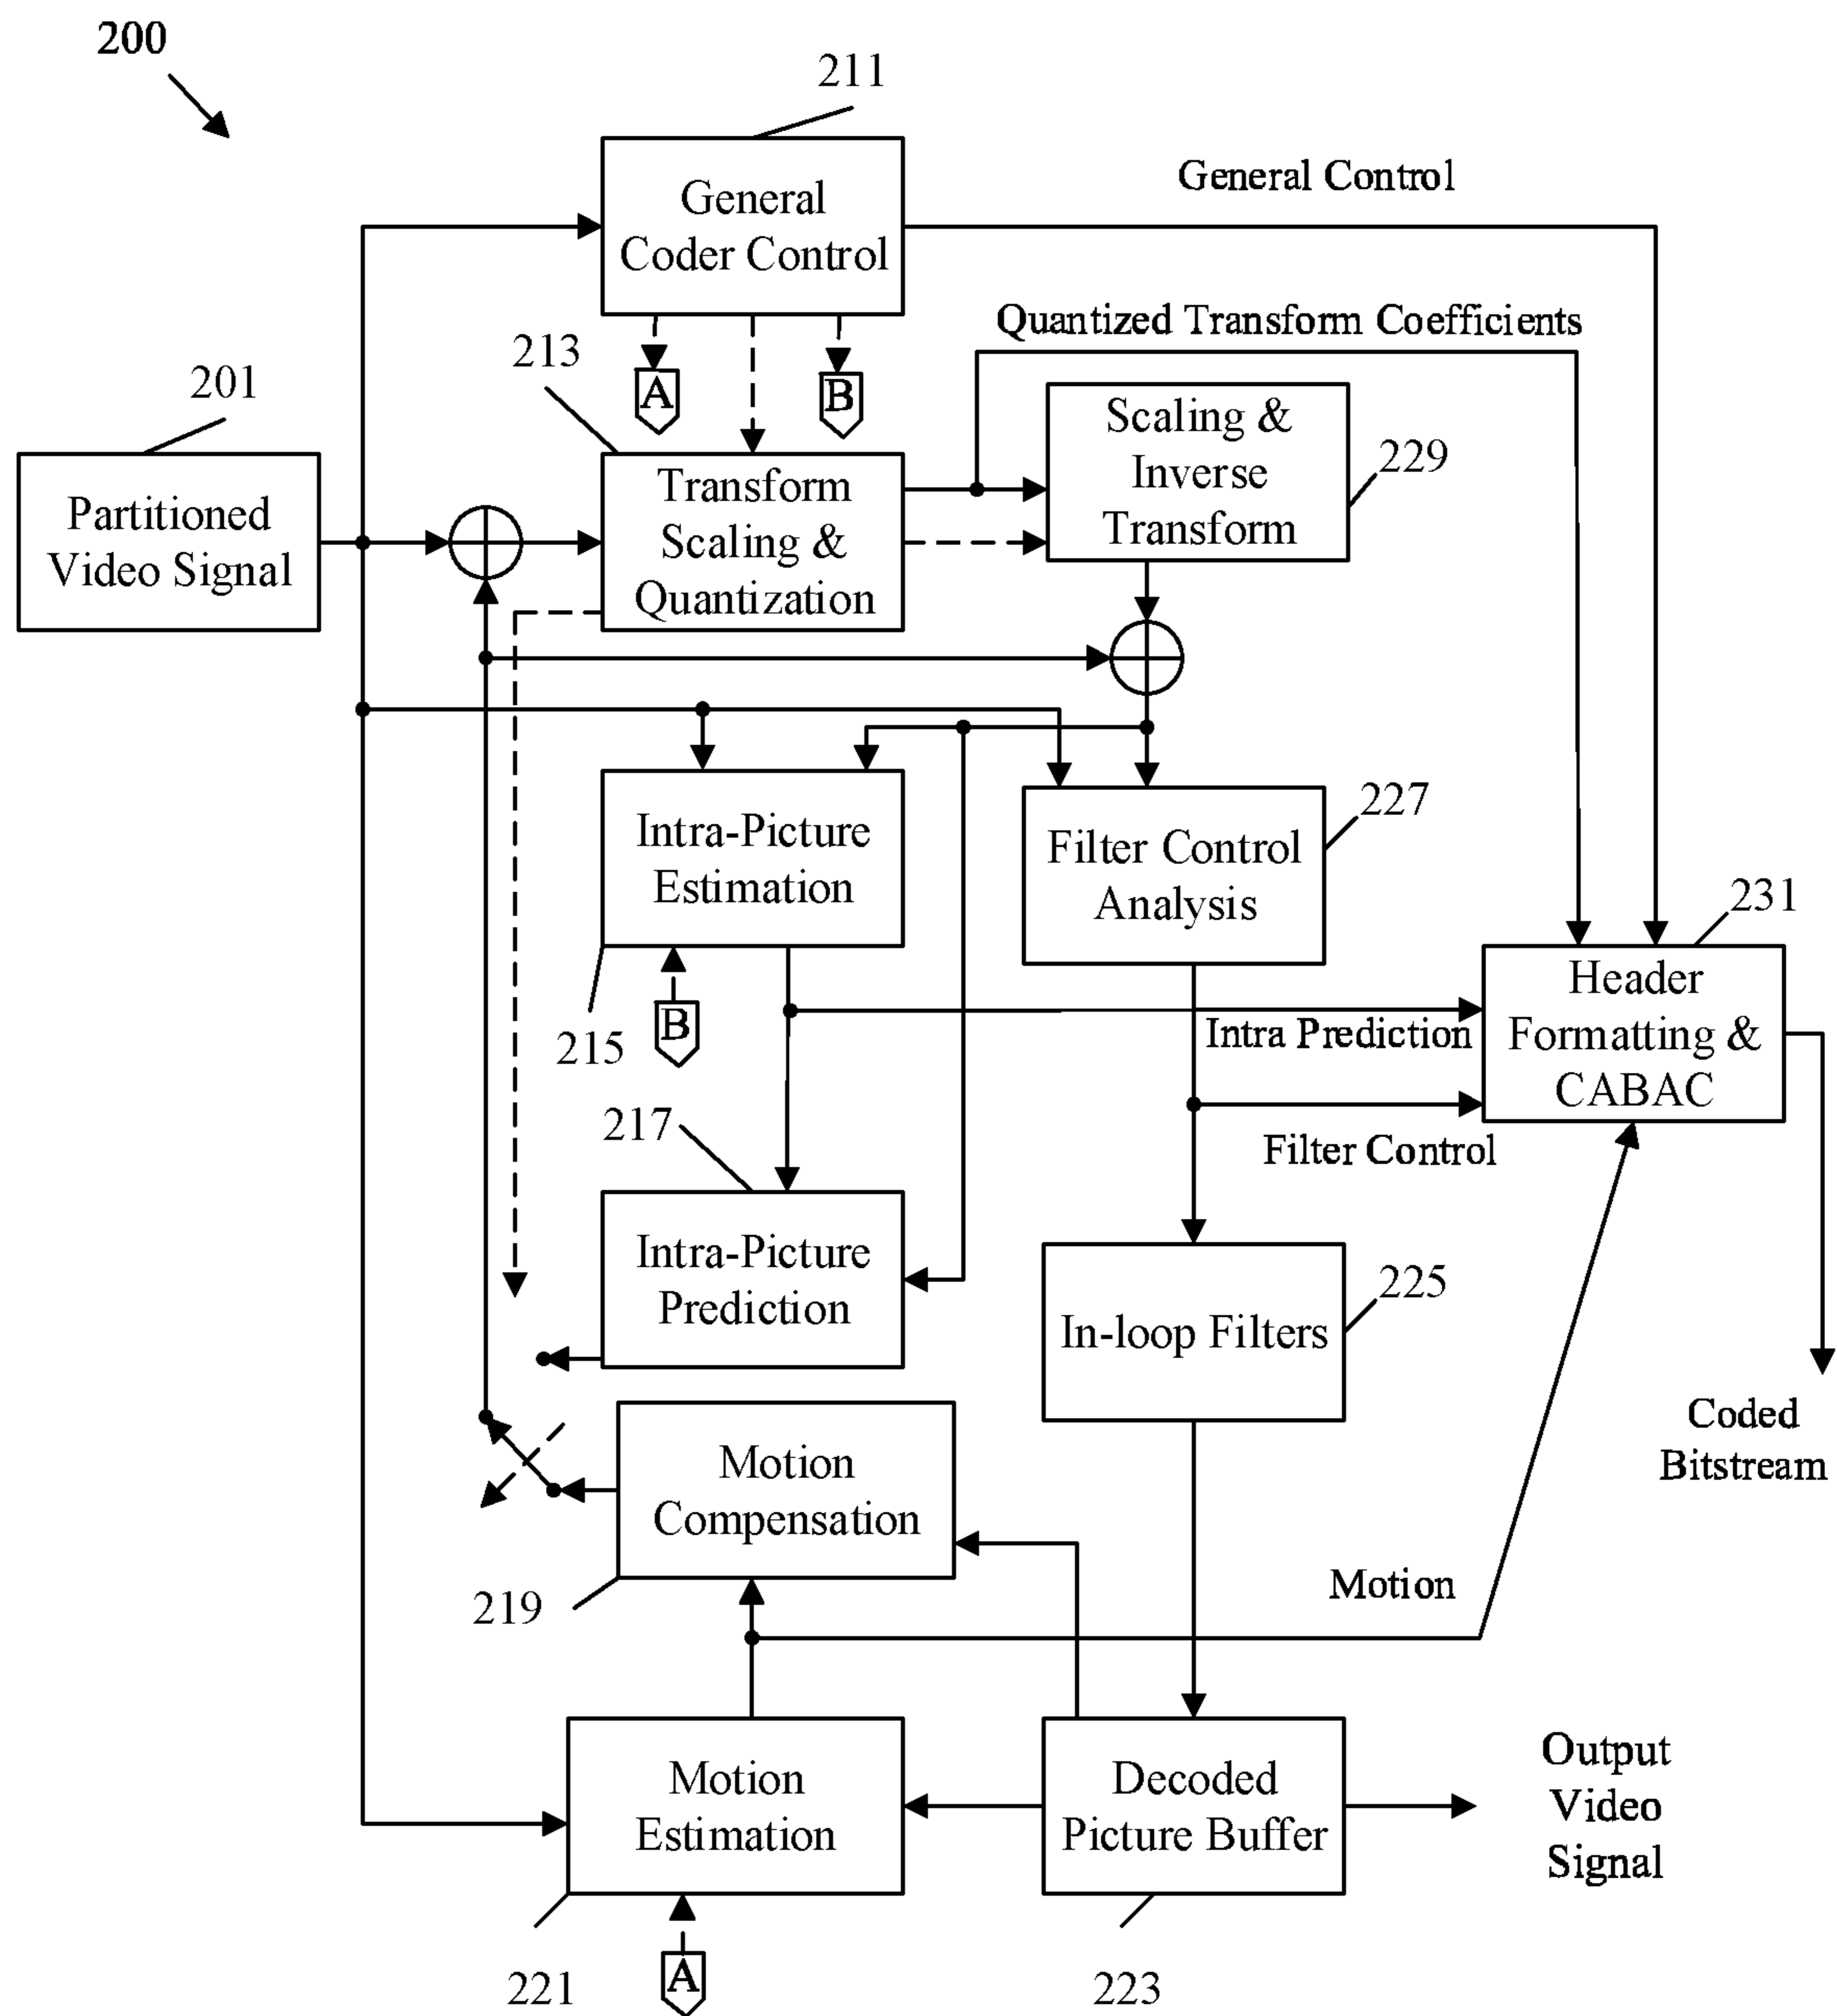 200
211
General Control
General
Coder Control
Quantized Transform Coefficients
213
201
A
B
Scaling &
Inverse
Transform
229
Partitioned
Video Signal
Transform
Scaling &
Quantization
227
Intra-Picture
Estimation
Filter Control
Analysis
231
Header
Formatting &
CABAC
215
B
Intra Prediction
217
Filter Control
Intra-Picture
Prediction
225
In-loop Filters
Coded
Bitstream
Motion
Compensation
219
Motion
Motion
Estimation
Decoded
Picture Buffer
Output
Video
Signal
221
A
223